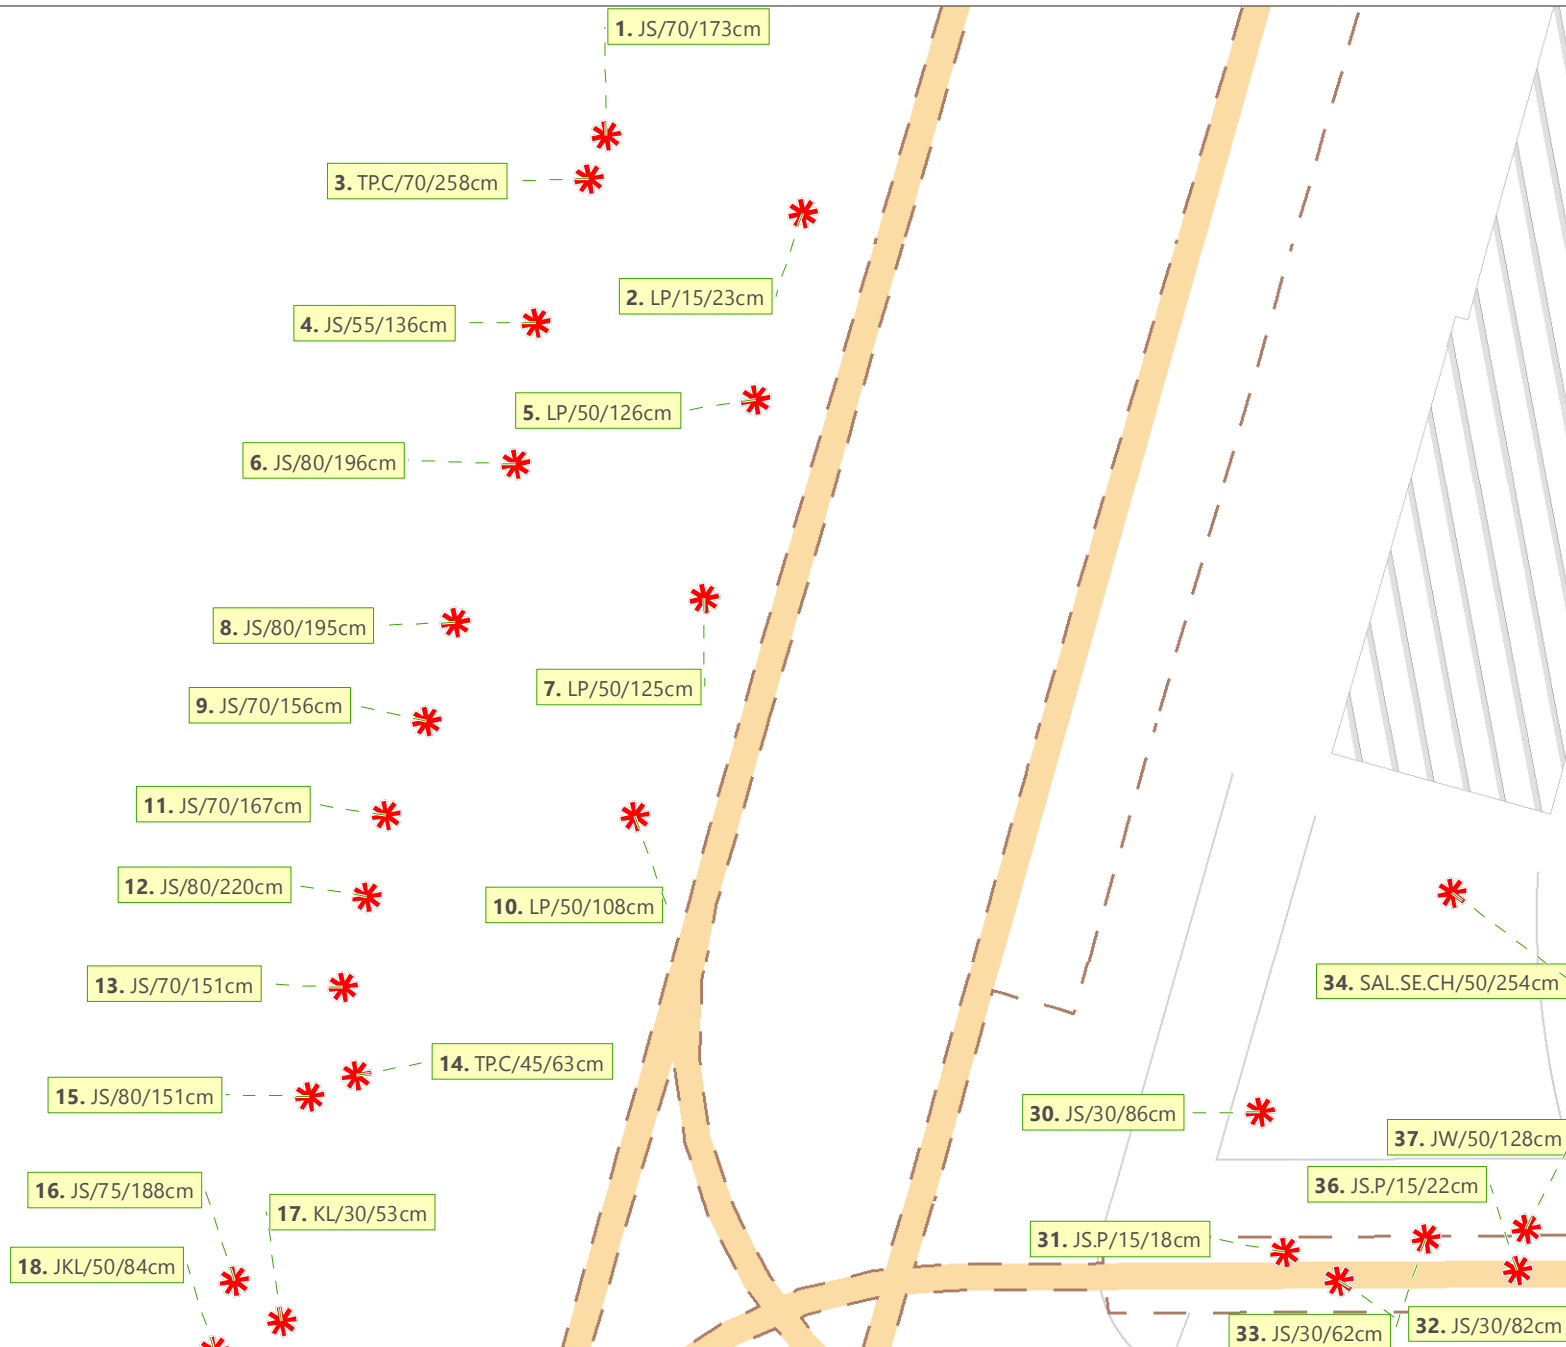 1. JS/70/173cm
3. TP.C/70/258cm
2. LP/15/23cm
4. JS/55/136cm
5. LP/50/126cm
6. JS/80/196cm
8. JS/80/195cm
7. LP/50/125cm
9. JS/70/156cm
11. JS/70/167cm
12. JS/80/220cm
10. LP/50/108cm
13. JS/70/151cm
34. SAL.SE.CH/50/254cm
14. TP.C/45/63cm
15. JS/80/151cm
30. JS/30/86cm
37. JW/50/128cm
16. JS/75/188cm
36. JS.P/15/22cm
17. KL/30/53cm
31. JS.P/15/18cm
18. JKL/50/84cm
32. JS/30/82cm
33. JS/30/62cm